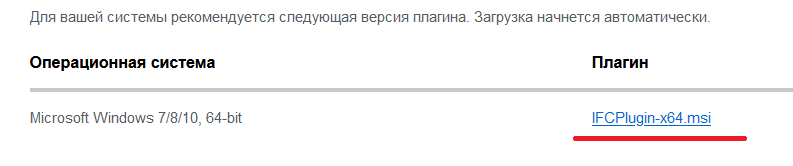 Для вашей системы рекомендуется следующая версия плагина. Загрузка начнется автоматически.
Операционная система Плагин
Microsoft Windows 7/8/10, 64-bit IFCPlugin-x64.msi